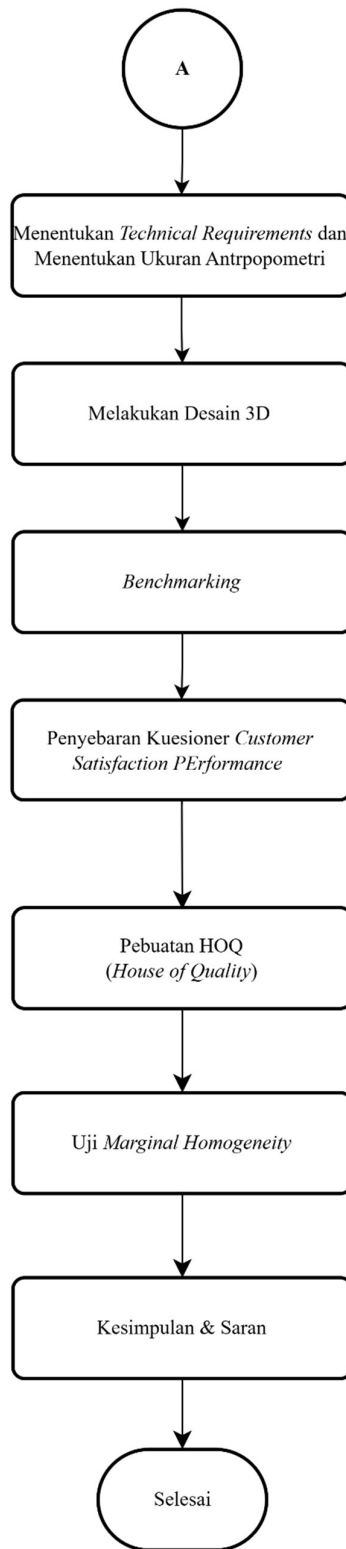 A
Menentukan Technical Requirements dan
Menentukan Ukuran Antrpopometri
Melakukan Desain 3D
Benchmarking
Penyebaran Kuesioner Customer
Satisfaction PErformance
Pebuatan HOQ
(House of Quality)
Uji Marginal Homogeneity
Kesimpulan & Saran
Selesai